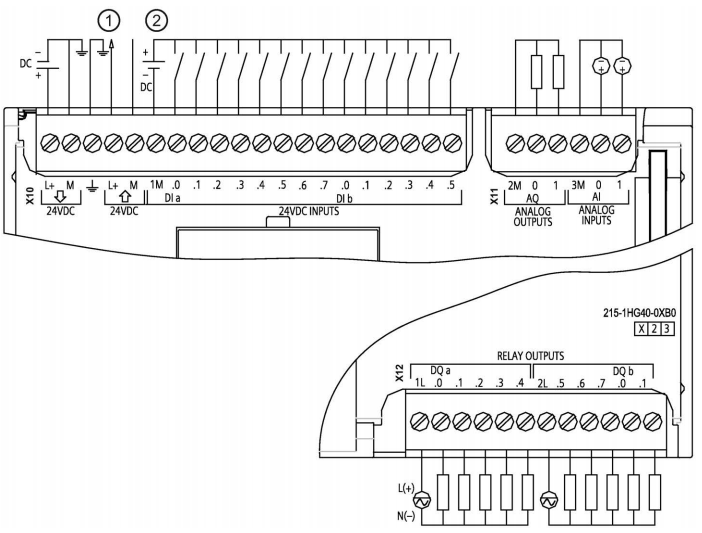 1 2
− +
DC DC
+ −
X10 L+ M L+ M 1M .0 .1 .2 .3 .4 .5 .6 .7 .0 .1 .2 .3 .4 .5
24VDC 24VDC DI a DI b
24VDC INPUTS
X11 2M 0 1 3M 0 1
AQ AI
ANALOG OUTPUTS ANALOG INPUTS
215-1HG40-0XB0
X 2 3
RELAY OUTPUTS
X12 DQ a DQ b
1L .0 .1 .2 .3 .4 2L .5 .6 .7 .0 .1
L(+)
N(−)